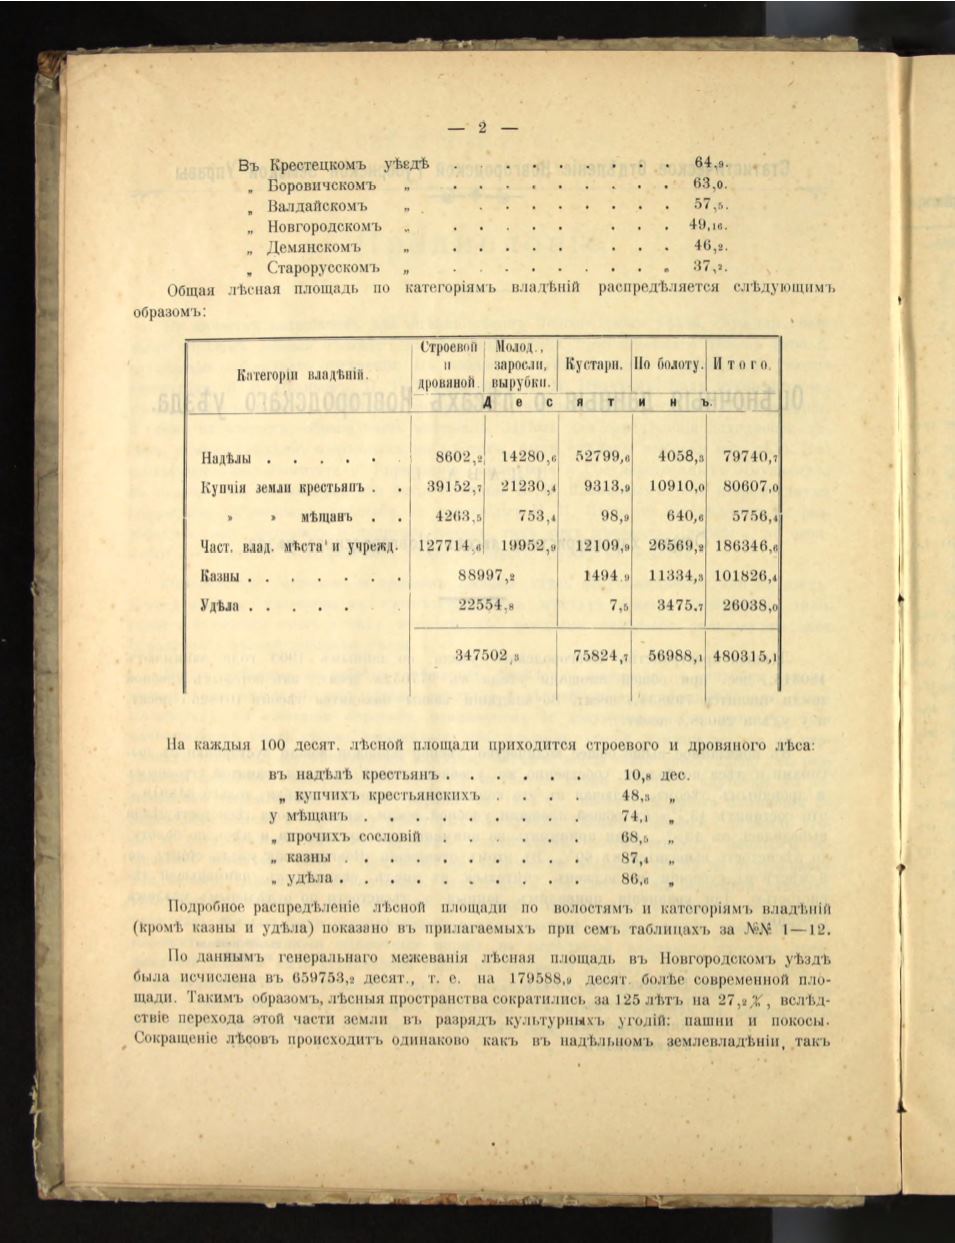 — 2 —
Въ Крестецкомъ уѣздѣ . . . . . . . . . . 64,9.
„ Боровичскомъ „ . . . . . . . . . 63,0.
„ Валдайскомъ „ . . . . . . . . 57,5.
„ Новгородскомъ „ . . . . . . . . 49,16.
„ Демянскомъ „ . . . . . . . . 46,2.
„ Старорусскомъ „ . . . . . . . . „ 37,2.
Общая лѣсная площадь по категоріямъ владѣній распредѣляется слѣдующимъ
образомъ:
Категоріи владѣній. Строевой и дровяной. Молод., заросли, вырубки. Кустарн. По болоту. Итого.
Десятинъ.
Надѣлы . . . . . 8602,2 14280,6 52799,6 4058,3 79740,7
Купчія земли крестьянъ . . 39152,7 21230,4 9313,9 10910,0 80607,0
» » мѣщанъ . . 4263,5 753,4 98,9 640,6 5756,4
Част. влад. мѣста и учрежд. 127714,6 19952,9 12109,9 26569,2 186346,6
Казны . . . . . . . 88997,2 1494,9 11334,3 101826,4
Удѣла . . . . . . 22554,8 7,5 3475,7 26038,0
347502,3 75824,7 56988,1 480315,1
На каждыя 100 десят. лѣсной площади приходится строевого и дровяного лѣса:
въ надѣлѣ крестьянъ . . . . . . 10,8 дес.
„ купчихъ крестьянскихъ . . . . 48,3 „
у мѣщанъ . . . . . . . . . 74,1 „
„ прочихъ сословій . . . . . . 68,5 „
„ казны . . . . . . . . . . 87,4 „
„ удѣла . . . . . . . . . . 86,6 „
Подробное распредѣленіе лѣсной площади по волостямъ и категоріямъ владѣній
(кромѣ казны и удѣла) показано въ прилагаемыхъ при семъ таблицахъ за №№ 1—12.
По даннымъ генеральнаго межеванія лѣсная площадь въ Новгородскомъ уѣздѣ
была исчислена въ 659753,2 десят., т. е. на 179588,9 десят. болѣе современной пло-
щади. Такимъ образомъ, лѣсныя пространства сократились за 125 лѣтъ на 27,2%, вслѣд-
ствіе перехода этой части земли въ разрядъ культурныхъ угодій: пашни и покосы.
Сокращеніе лѣсовъ происходитъ одинаково какъ въ надѣльномъ землевладѣніи, такъ